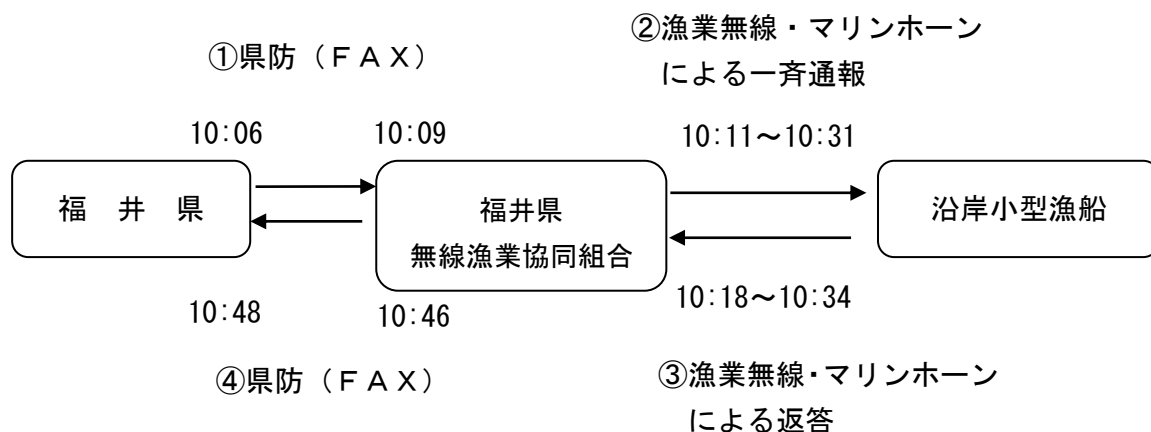 ①県防（ＦＡＸ）
②漁業無線・マリンホーン
による一斉通報
10:06
10:09
10:11～10:31
福　井　県
福井県
無線漁業協同組合
沿岸小型漁船
10:48
10:46
10:18～10:34
④県防（ＦＡＸ）
③漁業無線・マリンホーン
による返答